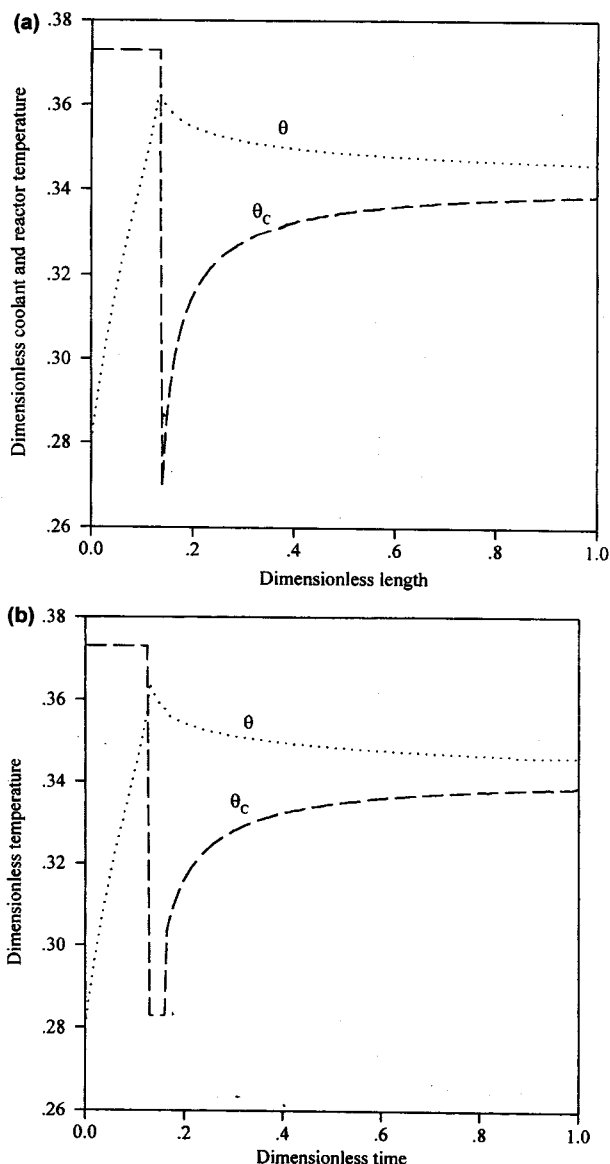 (a)
.38
.36
.34
.32
.30
.28
.26
Dimensionless coolant and reactor temperature
θ
θc
0.0 .2 .4 .6 .8 1.0
Dimensionless length
(b)
.38
.36
.34
.32
.30
.28
.26
Dimensionless temperature
θ
θc
0.0 .2 .4 .6 .8 1.0
Dimensionless time